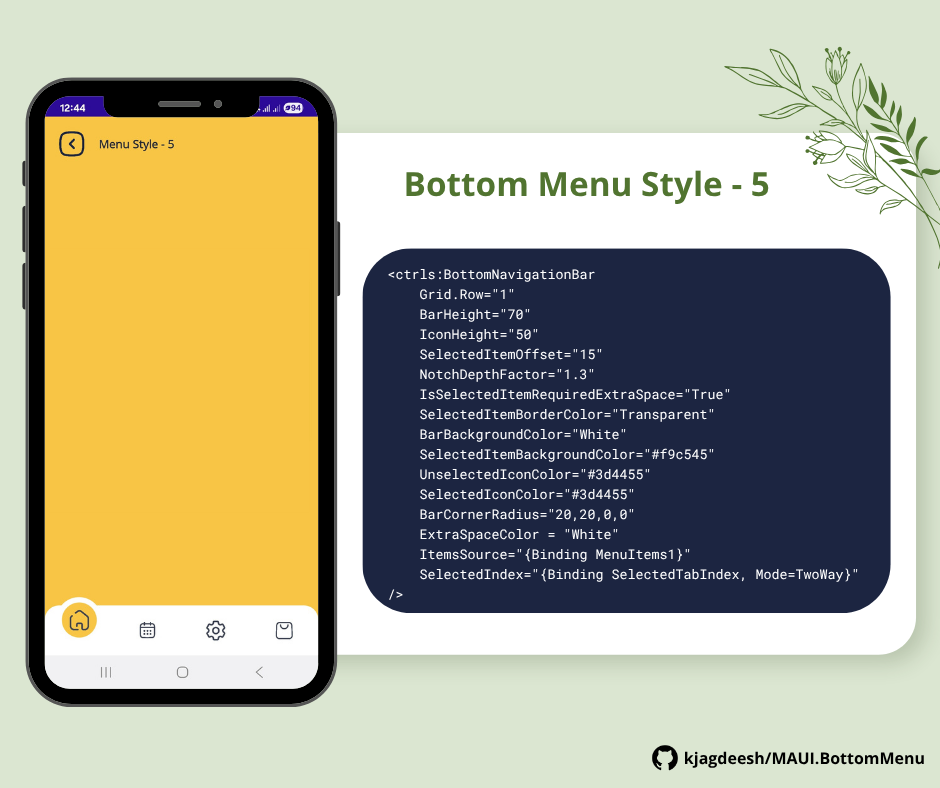 12:44
94
Menu Style - 5
Bottom Menu Style - 5
<ctrls:BottomNavigationBar
    Grid.Row="1"
    BarHeight="70"
    IconHeight="50"
    SelectedItemOffset="15"
    NotchDepthFactor="1.3"
    IsSelectedItemRequiredExtraSpace="True"
    SelectedItemBorderColor="Transparent"
    BarBackgroundColor="White"
    SelectedItemBackgroundColor="#f9c545"
    UnselectedIconColor="#3d4455"
    SelectedIconColor="#3d4455"
    BarCornerRadius="20,20,0,0"
    ExtraSpaceColor = "White"
    ItemsSource="{Binding MenuItems1}"
    SelectedIndex="{Binding SelectedTabIndex, Mode=TwoWay}"
/>
kjagdeesh/MAUI.BottomMenu